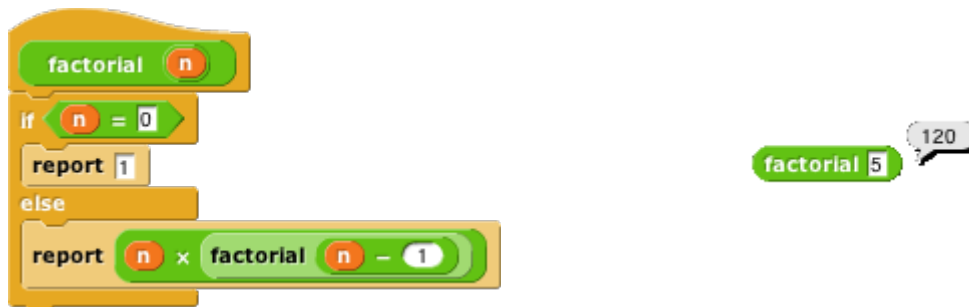 factorial n
if n = 0
report 1
else
report n × factorial n - 1
factorial 5
120